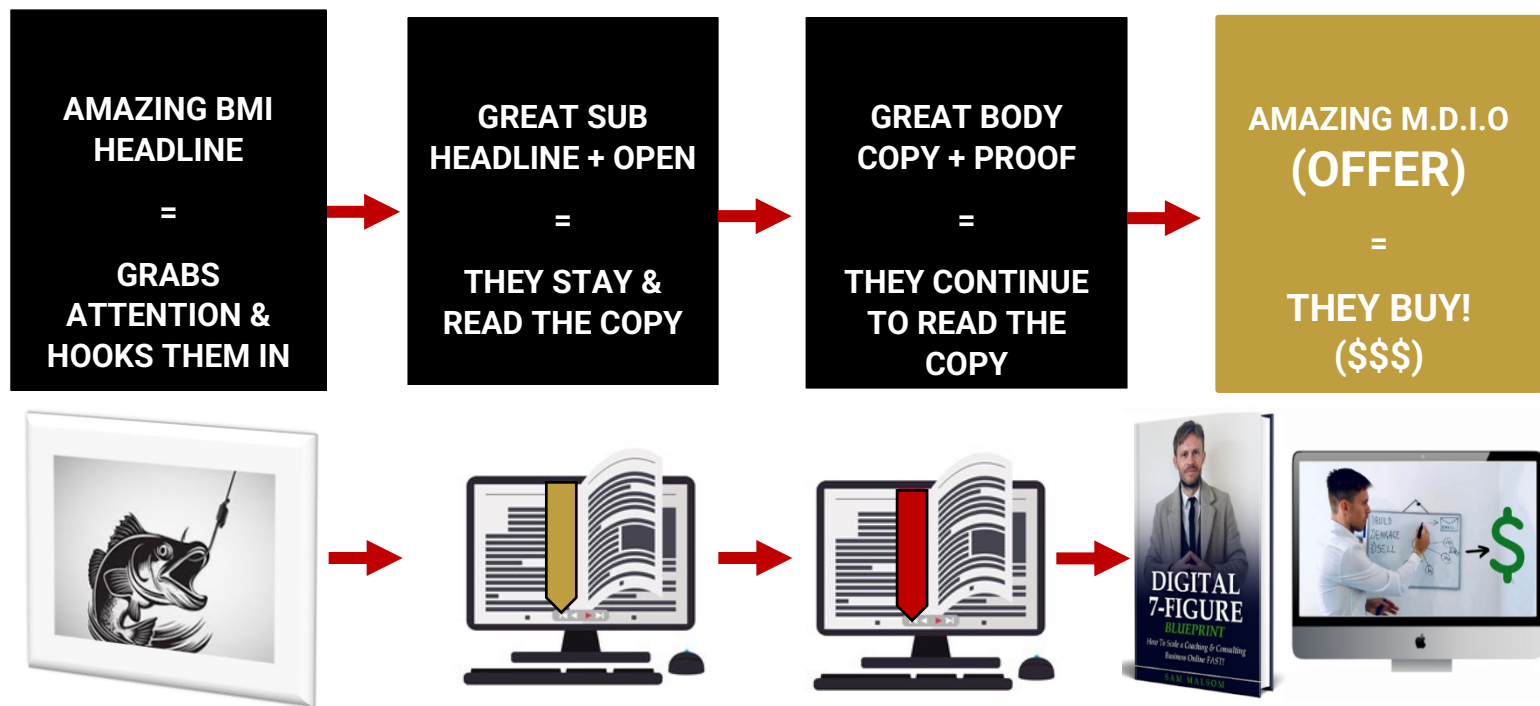 AMAZING BMI
HEADLINE
=
GRABS
ATTENTION &
HOOKS THEM IN
GREAT SUB
HEADLINE + OPEN
=
THEY STAY &
READ THE COPY
GREAT BODY
COPY + PROOF
=
THEY CONTINUE
TO READ THE
COPY
AMAZING M.D.I.O
(OFFER)
=
THEY BUY!
($$$)
DIGITAL
7-FIGURE
BLUEPRINT
How To Scale a Coaching & Consulting
Business Online FAST!
SAM MALSOM
BUILD
ENGAGE
SELL
$